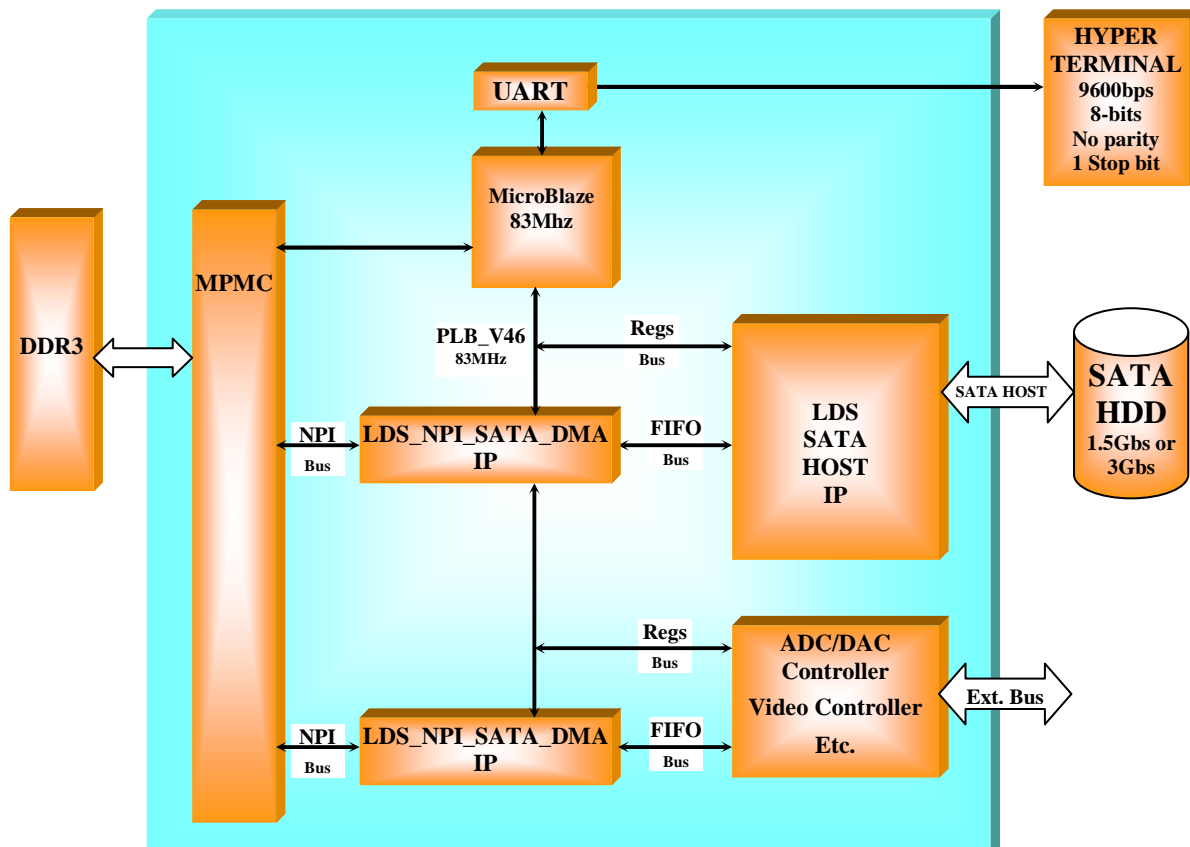 HYPER
TERMINAL
9600bps
8-bits
No parity
1 Stop bit
UART
MicroBlaze
83Mhz
MPMC
DDR3
PLB_V46
83MHz
Regs
Bus
LDS
SATA
HOST
IP
SATA HOST
SATA
HDD
1.5Gbs or
3Gbs
NPI
Bus
LDS_NPI_SATA_DMA
IP
FIFO
Bus
Regs
Bus
ADC/DAC
Controller
Video Controller
Etc.
Ext. Bus
NPI
Bus
LDS_NPI_SATA_DMA
IP
FIFO
Bus